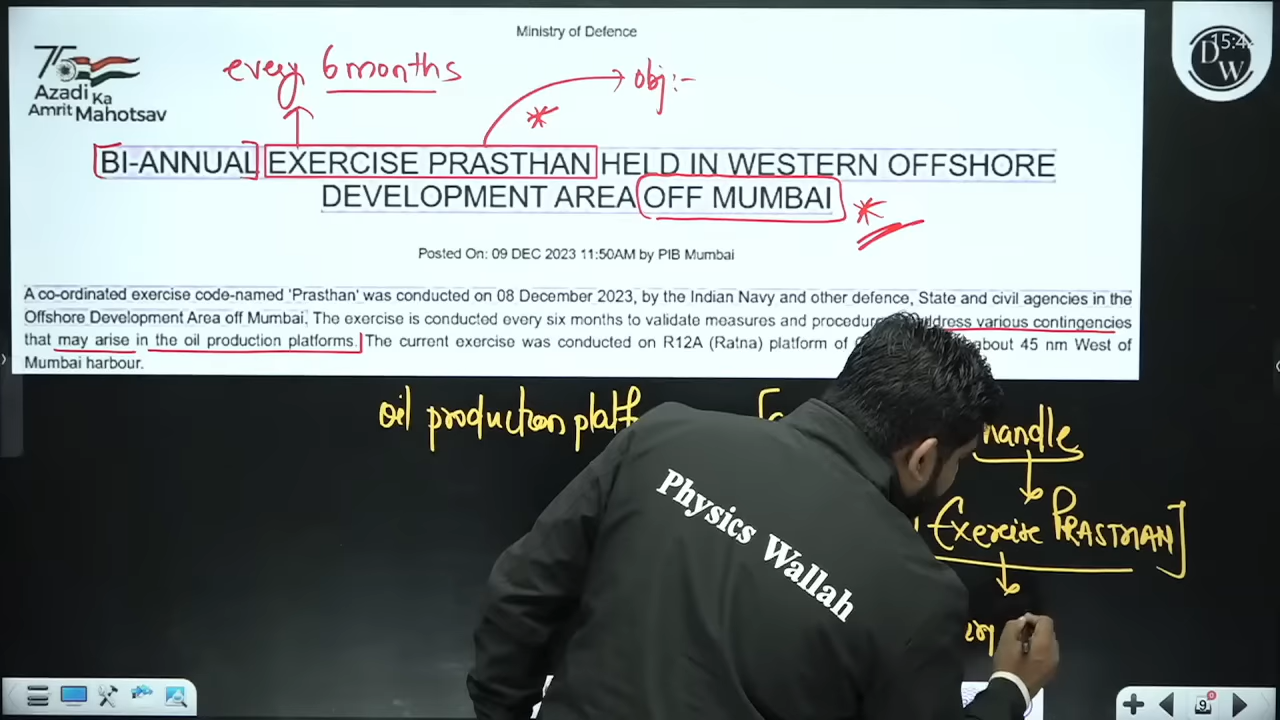 Ministry of Defence
15:4
D W
75
Azadi Ka
Amrit Mahotsav
every 6 months
obj:-
BI-ANNUAL EXERCISE PRASTHAN HELD IN WESTERN OFFSHORE
DEVELOPMENT AREA OFF MUMBAI
Posted On: 09 DEC 2023 11:50AM by PIB Mumbai
A co-ordinated exercise code-named 'Prasthan' was conducted on 08 December 2023, by the Indian Navy and other defence, State and civil agencies in the
Offshore Development Area off Mumbai. The exercise is conducted every six months to validate measures and various contingencies
that may arise in the oil production platforms. The current exercise was conducted on R12A (Ratna) platform of about 45 nm West of
Mumbai harbour.
oil production handle
Exercise PRASTHAN]
Physics Wallah
9